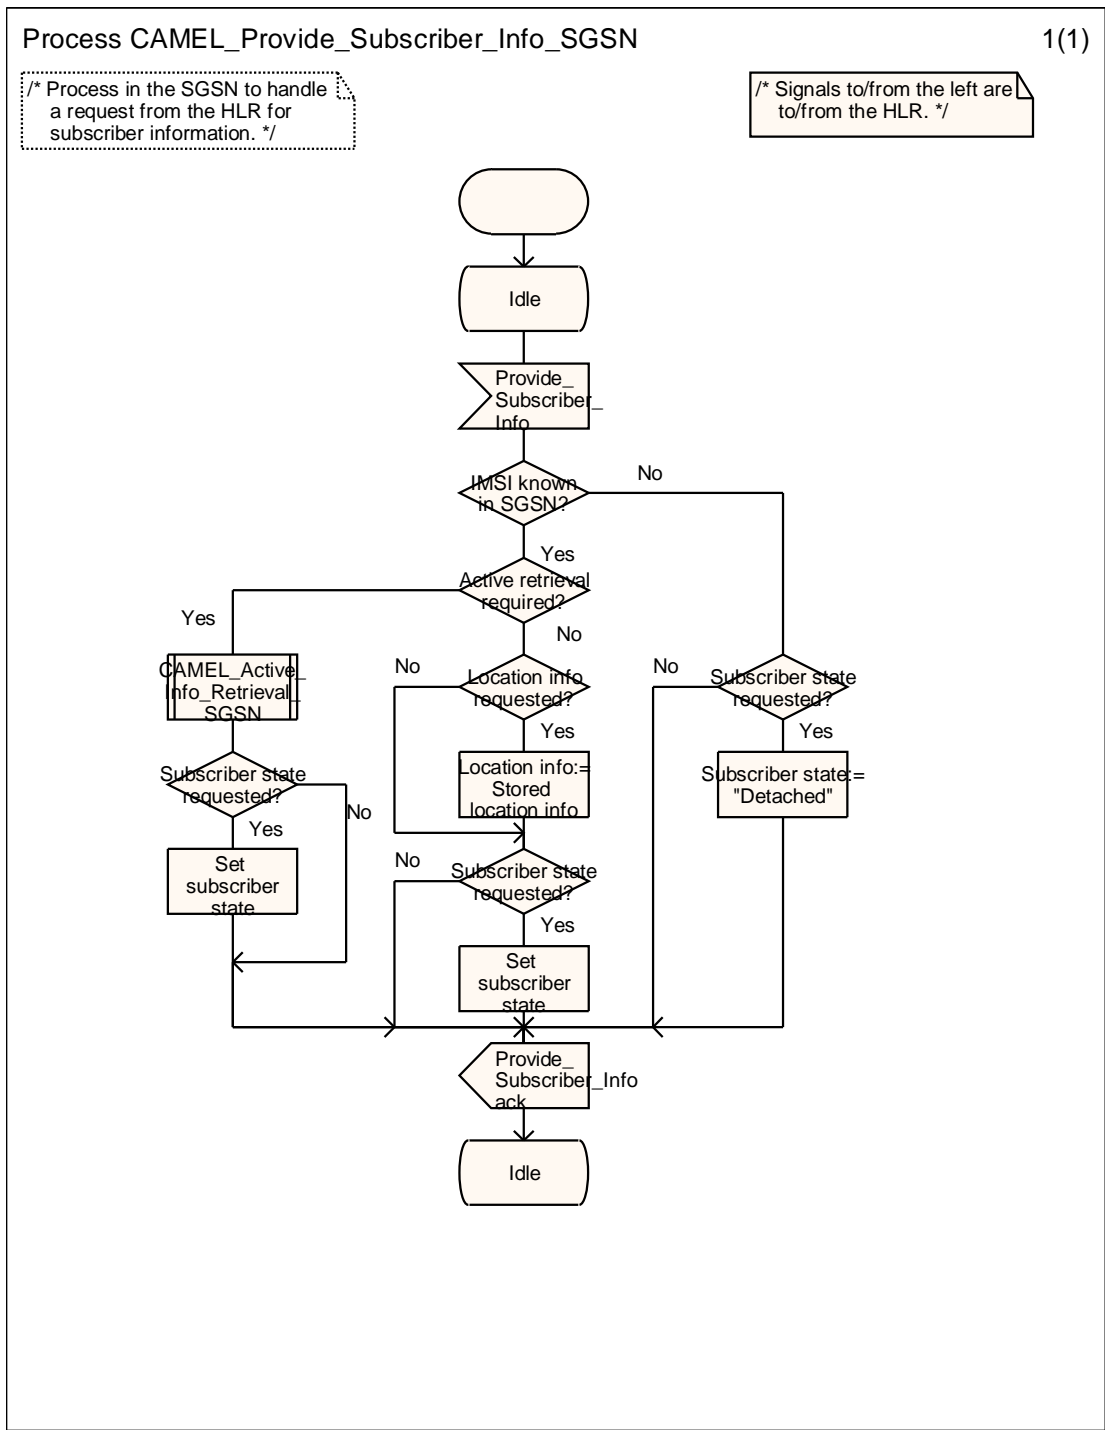 Process CAMEL_Provide_Subscriber_Info_SGSN
1(1)
/* Process in the SGSN to handle
a request from the HLR for
subscriber information. */
/* Signals to/from the left are
to/from the HLR. */
Idle
Provide_
Subscriber_
Info
IMSI known
in SGSN?
No
Yes
Active retrieval
required?
Yes
No
CAMEL_Active_
Info_Retrieval_
SGSN
No
Location info
requested?
No
Subscriber state
requested?
Yes
Yes
Location info:=
Stored
location info
Subscriber state:=
"Detached"
Subscriber state
requested?
No
Yes
Set
subscriber
state
No
Subscriber state
requested?
Yes
Set
subscriber
state
Provide_
Subscriber_Info
ack
Idle